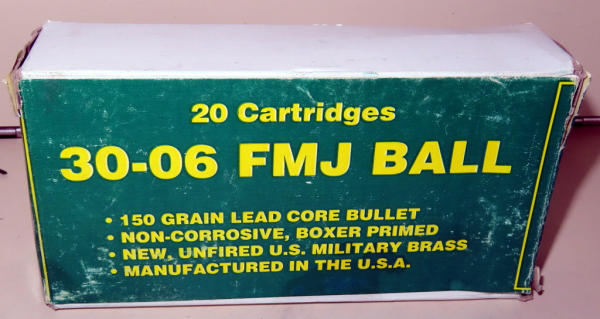 20 Cartridges
30-06 FMJ BALL
• 150 GRAIN LEAD CORE BULLET
• NON-CORROSIVE, BOXER PRIMED
• NEW, UNFIRED U.S. MILITARY BRASS
• MANUFACTURED IN THE U.S.A.